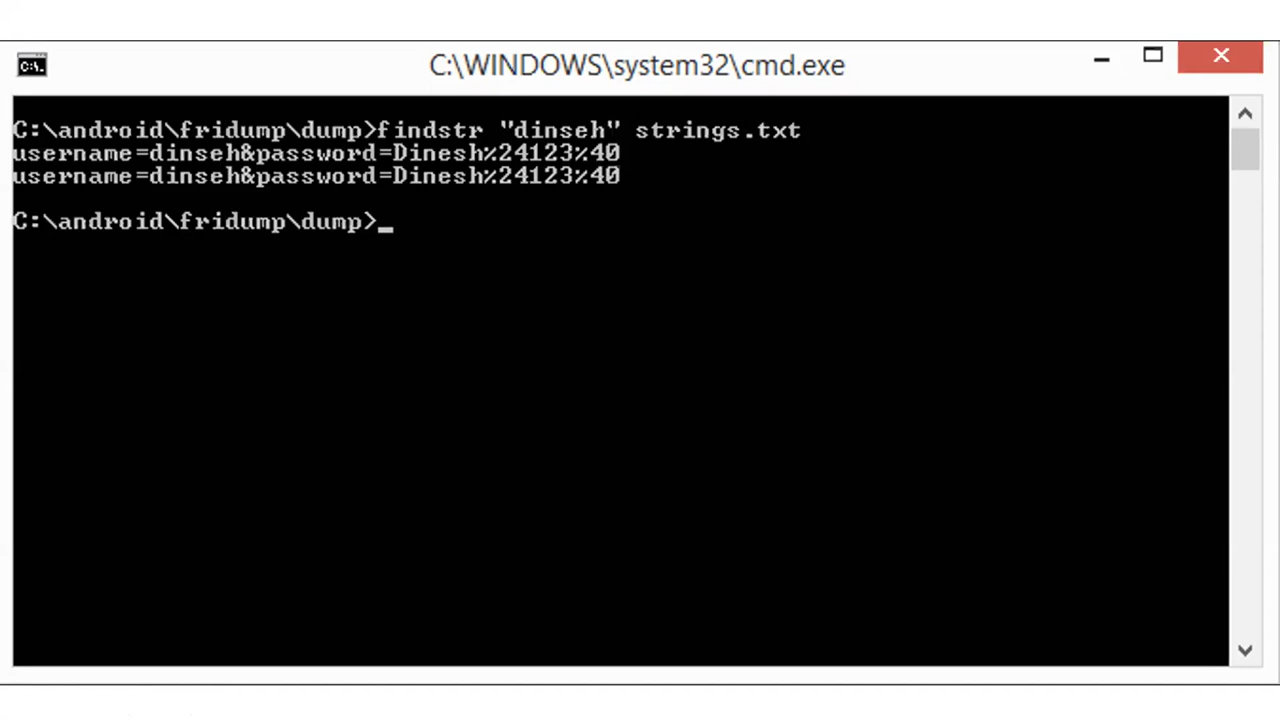 C:\WINDOWS\system32\cmd.exe
C:\android\fridump\dump>findstr "dinseh" strings.txt
username=dinseh&password=Dinesh%24123%40
username=dinseh&password=Dinesh%24123%40
C:\android\fridump\dump>_